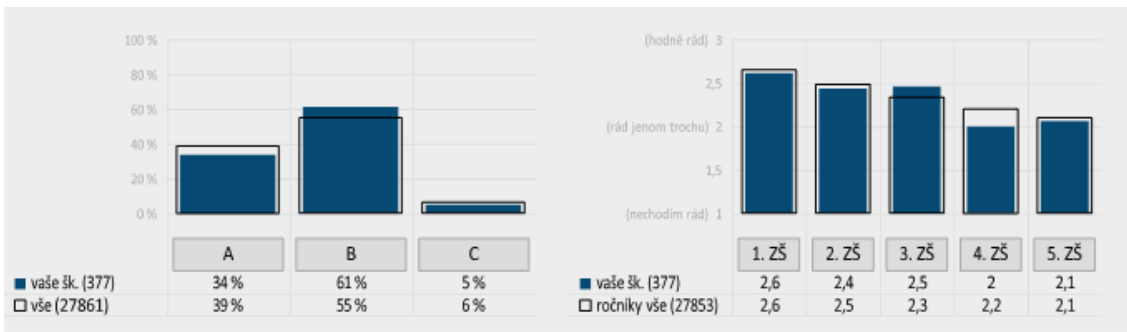 100 %
80 %
60 %
40 %
20 %
0 %
A B C
vaše šk. (377) 34 % 61 % 5 %
vše (27861) 39 % 55 % 6 %
(hodně rád) 3
2,5
(rád jenom trochu) 2
1,5
(nechodím rád) 1
1. ZŠ 2. ZŠ 3. ZŠ 4. ZŠ 5. ZŠ
vaše šk. (377) 2,6 2,4 2,5 2 2,1
ročníky vše (27853) 2,6 2,5 2,3 2,2 2,1